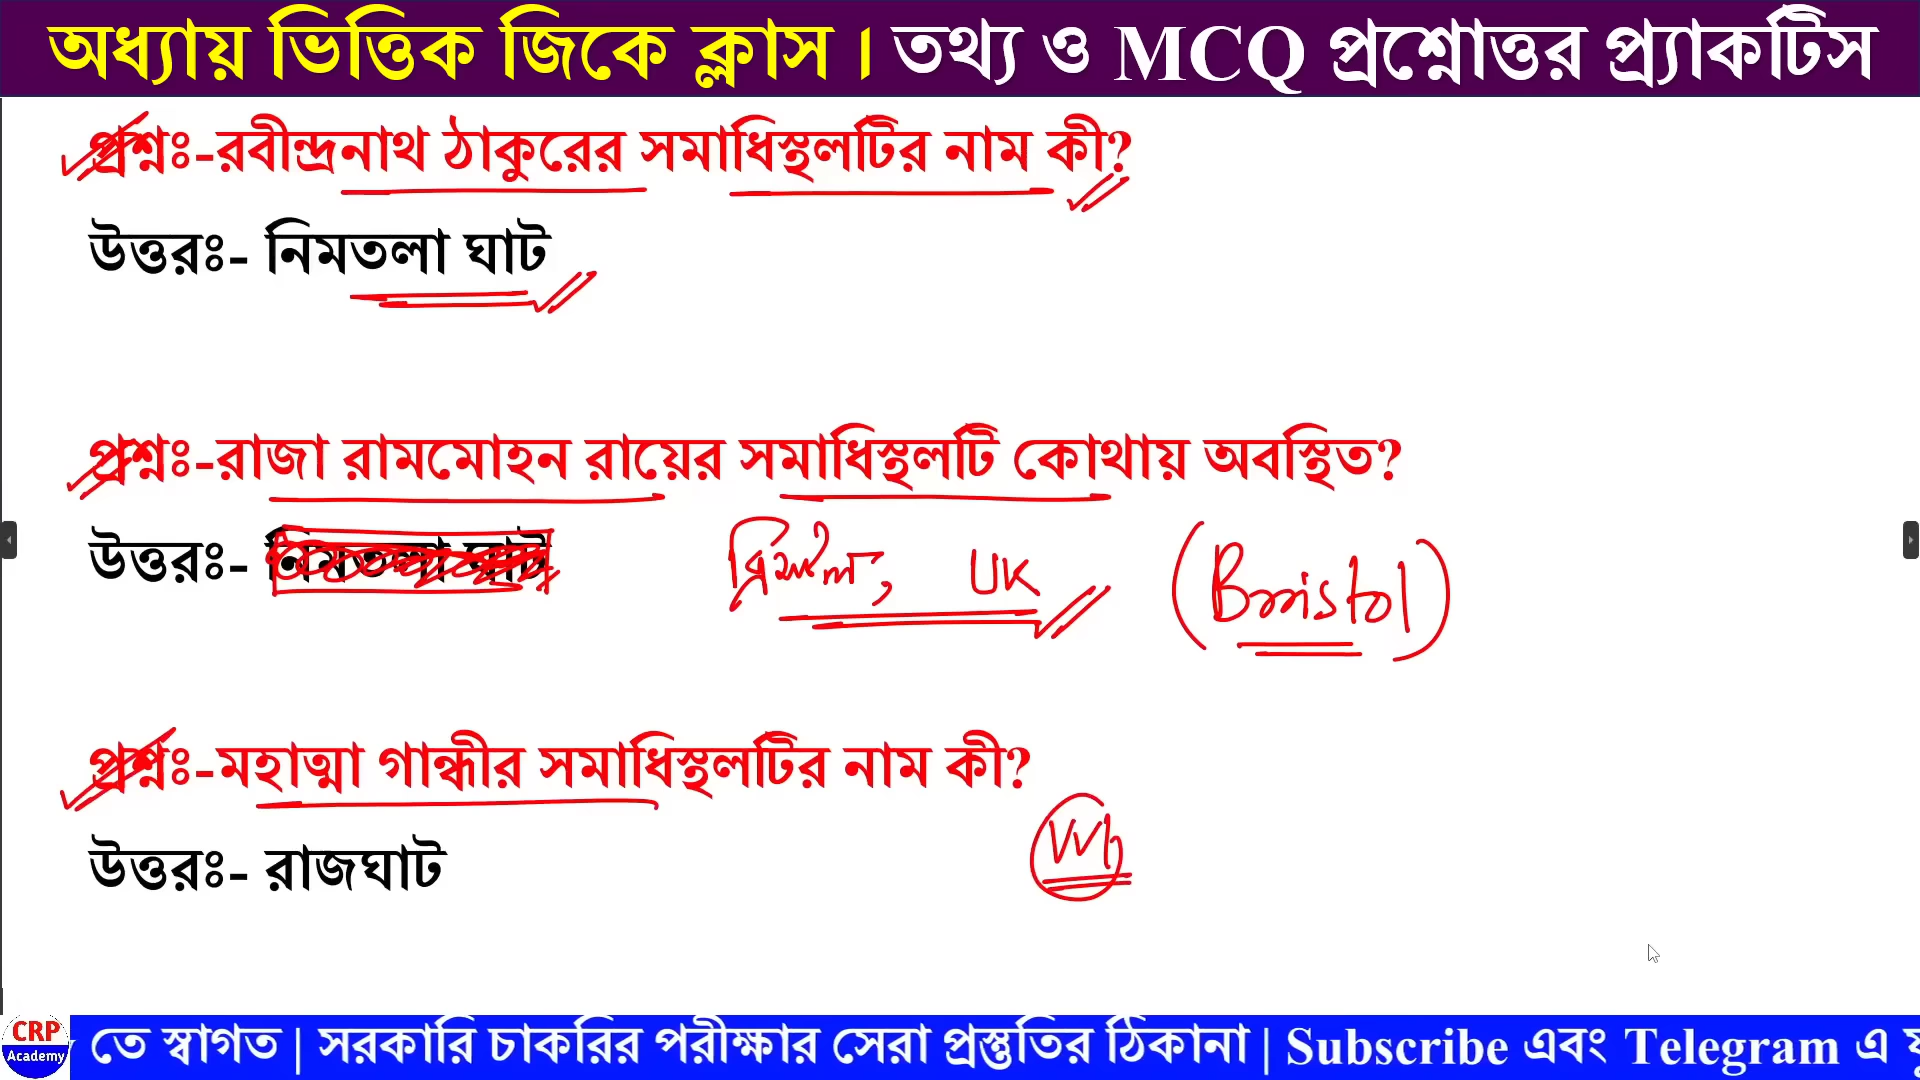 অধ্যায় ভিত্তিক জিকে ক্লাস । তথ্য ও MCQ প্রশ্নোত্তর প্র্যাকটিস
প্রশ্নঃ-রবীন্দ্রনাথ ঠাকুরের সমাধিস্থলটির নাম কী?
উত্তরঃ- নিমতলা ঘাট
প্রশ্নঃ-রাজা রামমোহন রায়ের সমাধিস্থলটি কোথায় অবস্থিত?
উত্তরঃ- নিমতলা ঘাট ব্রিস্টল, UK (Bristol)
প্রশ্নঃ-মহাত্মা গান্ধীর সমাধিস্থলটির নাম কী?
উত্তরঃ- রাজঘাট
CRP
Academy
তে স্বাগত | সরকারি চাকরির পরীক্ষার সেরা প্রস্তুতির ঠিকানা | Subscribe এবং Telegram এ